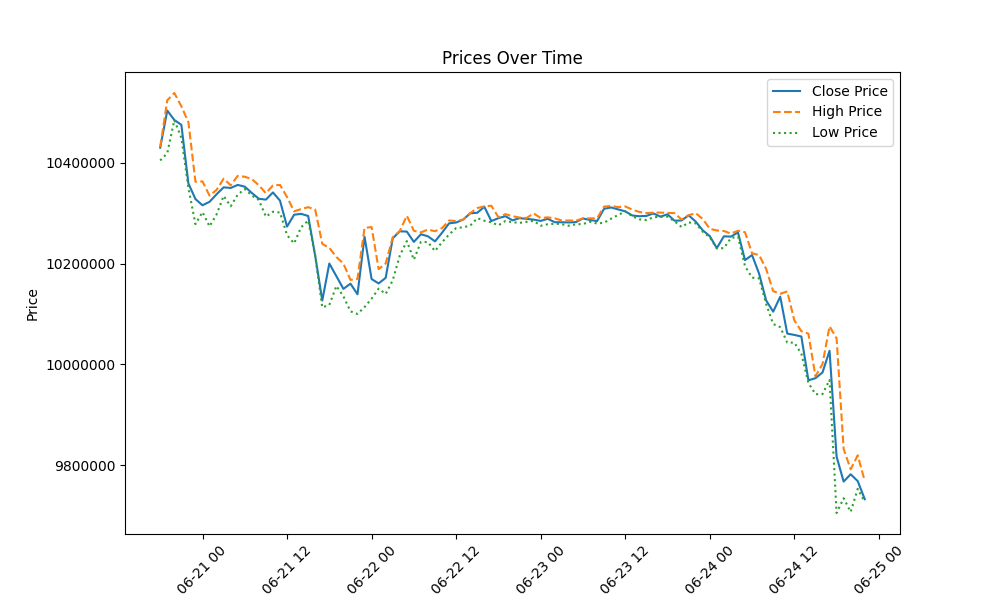 Prices Over Time
Close Price
High Price
Low Price
Price
10400000
10200000
10000000
9800000
06-21 00
06-21 12
06-22 00
06-22 12
06-23 00
06-23 12
06-24 00
06-24 12
06-25 00